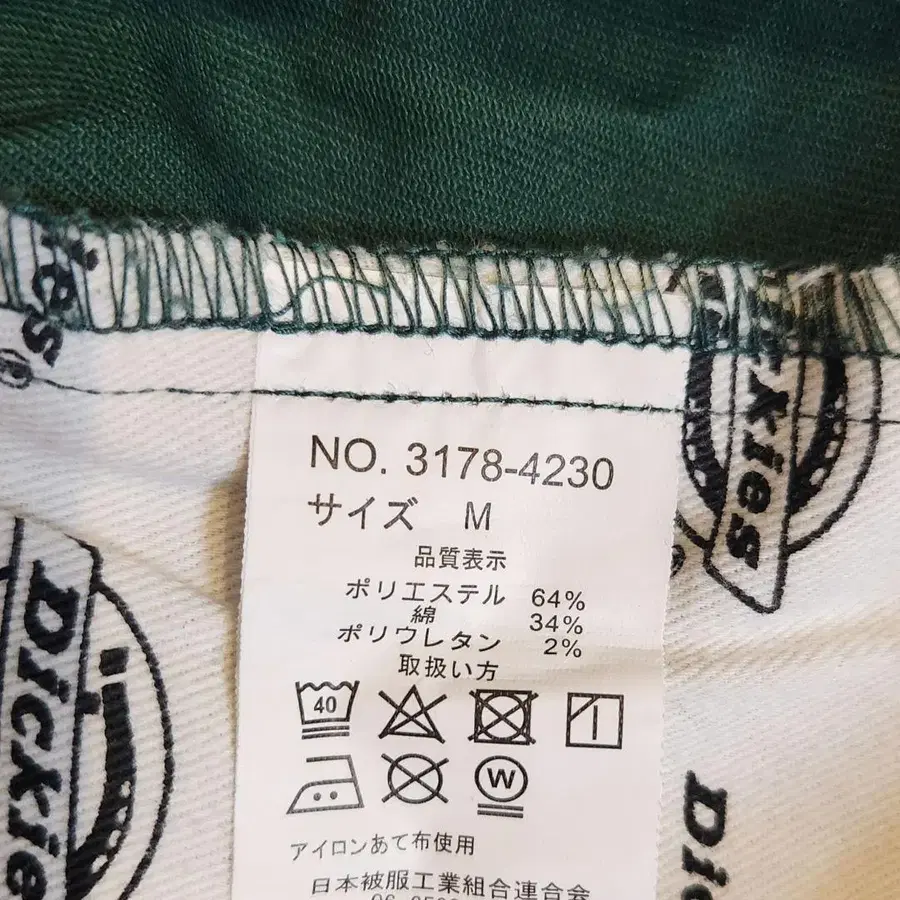 NO. 3178-4230
サイズ M
品質表示
ポリエステル 64%
綿 34%
ポリウレタン 2%
取扱い方
40
W
アイロンあて布使用
日本被服工業組合連合会
Dickies
Dickies